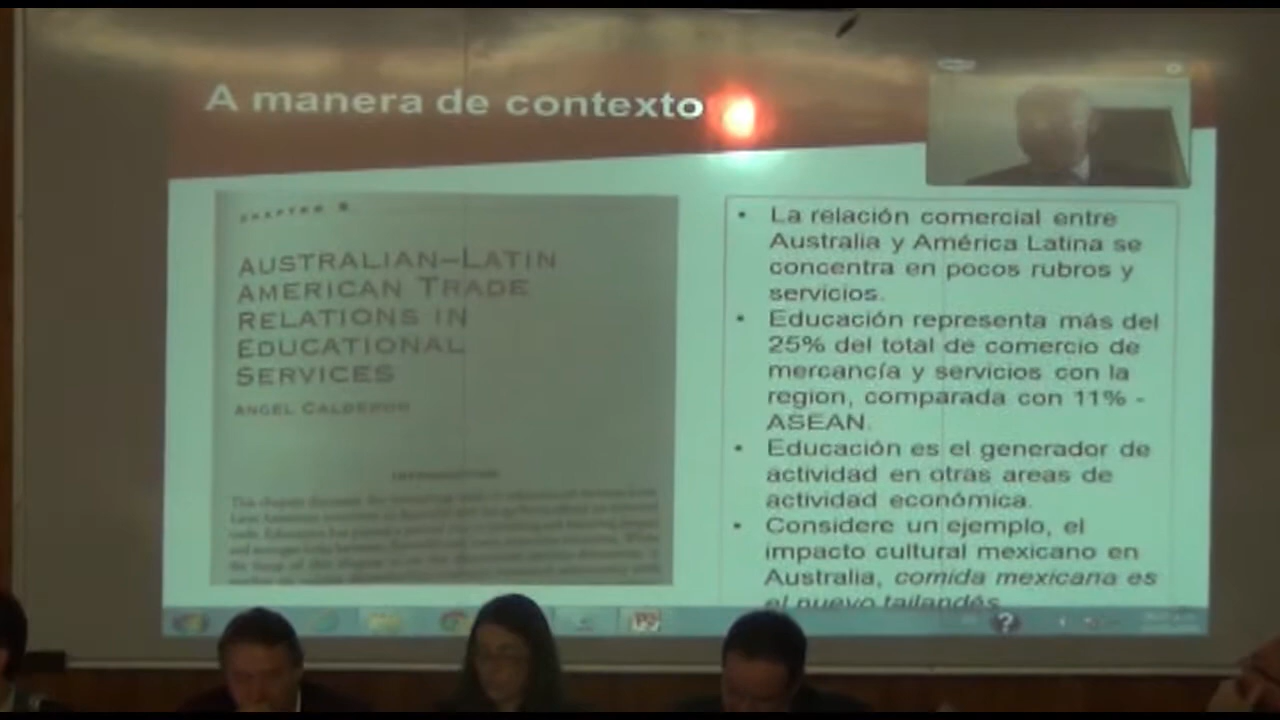 A manera de contexto
CHAPTER 8
AUSTRALIAN–LATIN
AMERICAN TRADE
RELATIONS IN
EDUCATIONAL
SERVICES
ANGEL CALDERON
INTRODUCTION
• La relación comercial entre
Australia y América Latina se
concentra en pocos rubros y
servicios.
• Educación representa más del
25% del total de comercio de
mercancía y servicios con la
region, comparada con 11% -
ASEAN.
• Educación es el generador de
actividad en otras areas de
actividad económica.
• Considere un ejemplo, el
impacto cultural mexicano en
Australia, comida mexicana es
el nuevo tailandés